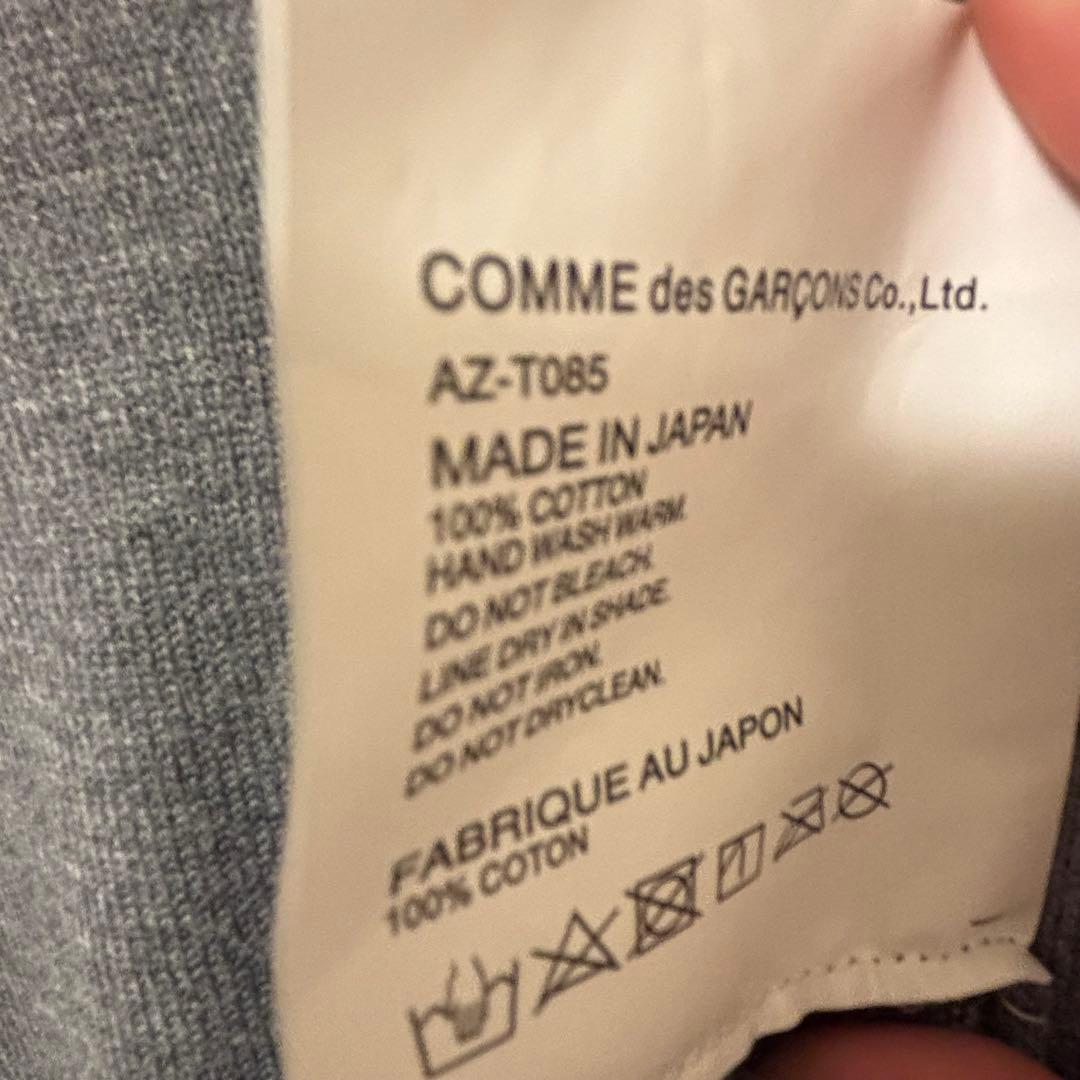 COMME des GARÇONS Co.,Ltd.
AZ-T085
MADE IN JAPAN
100% COTTON
HAND WASH WARM.
DO NOT BLEACH.
LINE DRY IN SHADE.
DO NOT IRON.
DO NOT DRYCLEAN.
FABRIQUE AU JAPON
100% COTON